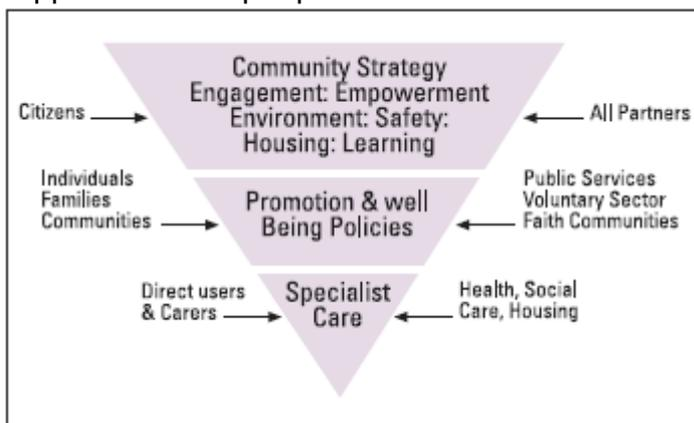 Community Strategy
Engagement: Empowerment
Environment: Safety:
Housing: Learning
Citizens
All Partners
Individuals
Families
Communities
Promotion & well
Being Policies
Public Services
Voluntary Sector
Faith Communities
Direct users
& Carers
Specialist
Care
Health, Social
Care, Housing